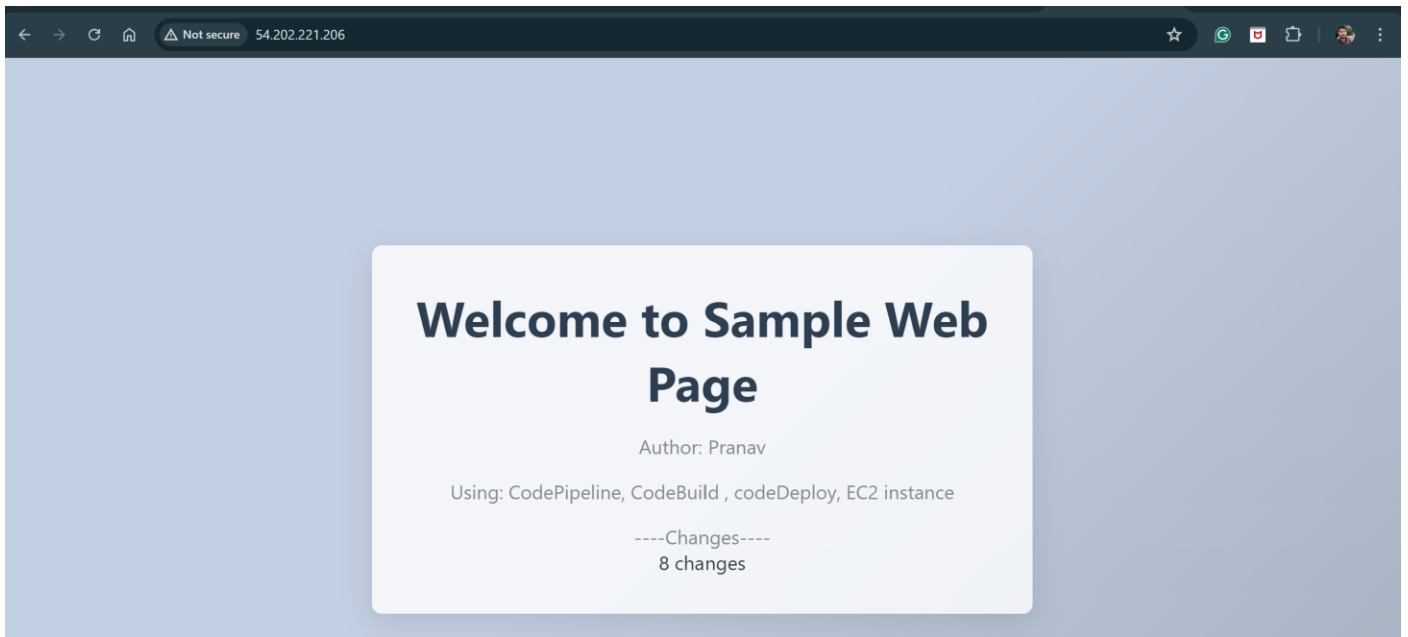 Not secure 54.202.221.206
Welcome to Sample Web
Page
Author: Pranav
Using: CodePipeline, CodeBuild , codeDeploy, EC2 instance
----Changes----
8 changes